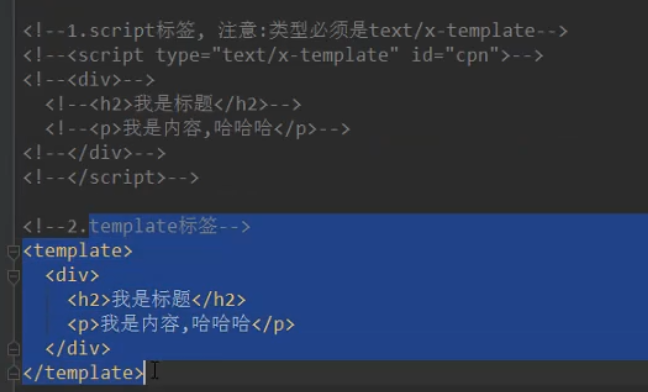 <!--1.script标签, 注意:类型必须是text/x-template-->
<!--<script type="text/x-template" id="cpn">-->
<!--<div>-->
<!--<h2>我是标题</h2>-->
<!--<p>我是内容,哈哈哈</p>-->
<!--</div>-->
<!--</script>-->
<!--2.template标签-->
<template>
<div>
<h2>我是标题</h2>
<p>我是内容,哈哈哈</p>
</div>
</template>